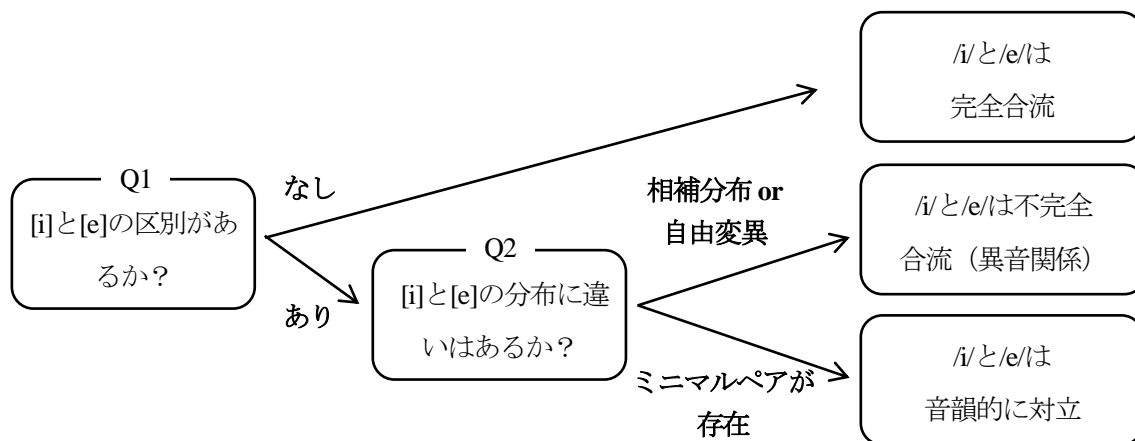 Q1
[i]と[e]の区別があ
るか？
なし
あり
Q2
[i]と[e]の分布に違
いはあるか？
相補分布 or
自由変異
ミニマルペアが
存在
/i/と/e/は
完全合流
/i/と/e/は不完全
合流（異音関係）
/i/と/e/は
音韻的に対立